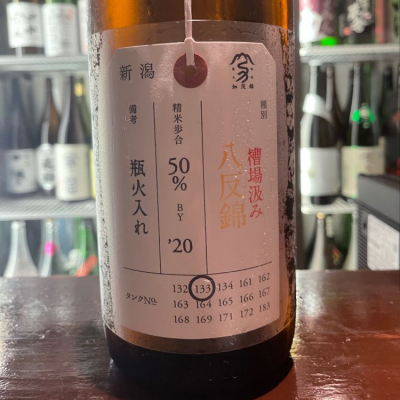 加茂錦
新潟
種別
槽場汲み
八反錦
精米歩合
50%
BY
'20
備考
瓶火入れ
タンクNo.
132 133 134 161 162
163 164 165 166 167
168 169 171 172 183